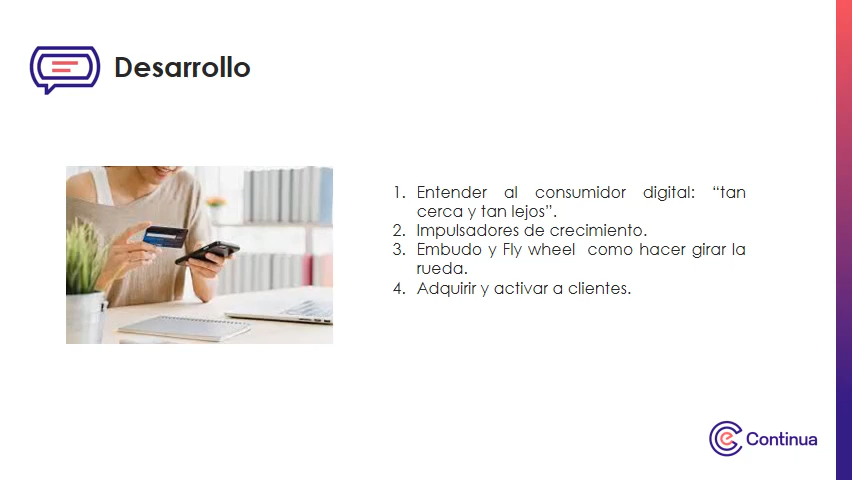 Desarrollo
1. Entender al consumidor digital: “tan
cerca y tan lejos”.
2. Impulsadores de crecimiento.
3. Embudo y Fly wheel  como hacer girar la
rueda.
4. Adquirir y activar a clientes.
Continua